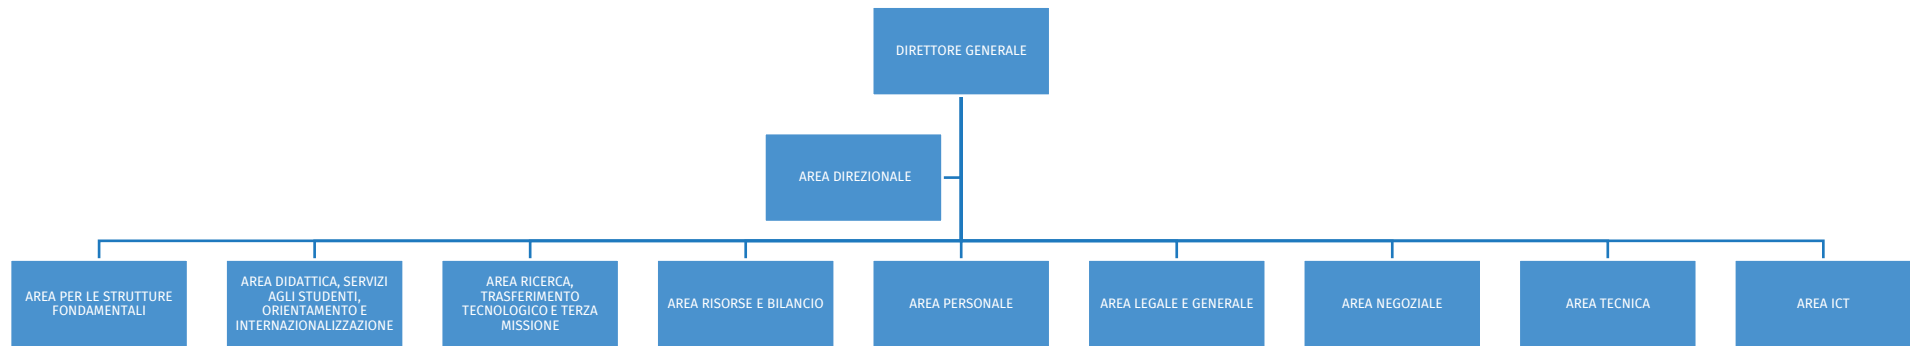 DIRETTORE GENERALE
AREA DIREZIONALE
AREA PER LE STRUTTURE
FONDAMENTALI
AREA DIDATTICA, SERVIZI
AGLI STUDENTI,
ORIENTAMENTO E
INTERNAZIONALIZZAZIONE
AREA RICERCA,
TRASFERIMENTO
TECNOLOGICO E TERZA
MISSIONE
AREA RISORSE E BILANCIO
AREA PERSONALE
AREA LEGALE E GENERALE
AREA NEGOZIALE
AREA TECNICA
AREA ICT